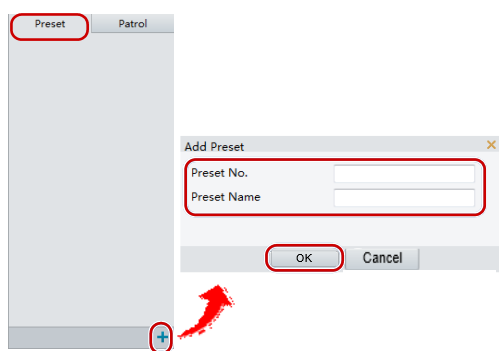 Preset Patrol
Add Preset
Preset No.
Preset Name
OK Cancel